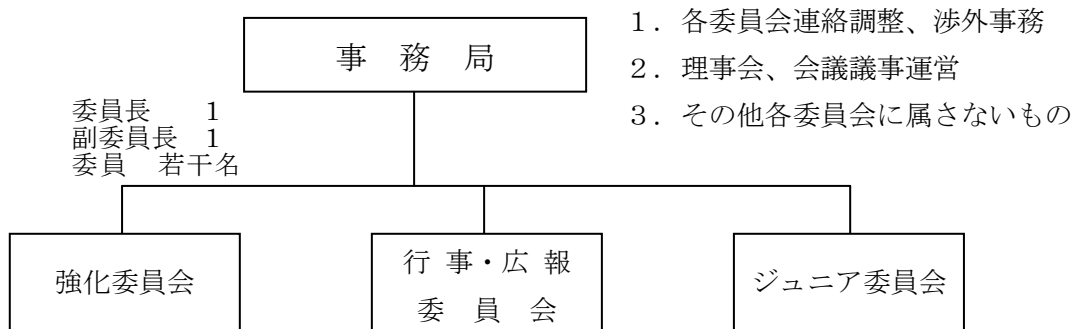 事　務　局
１．各委員会連絡調整、渉外事務
２．理事会、会議議事運営
３．その他各委員会に属さないもの
委員長　　1
副委員長　1
委員　若干名
強化委員会
行 事・広 報
委　員　会
ジュニア委員会